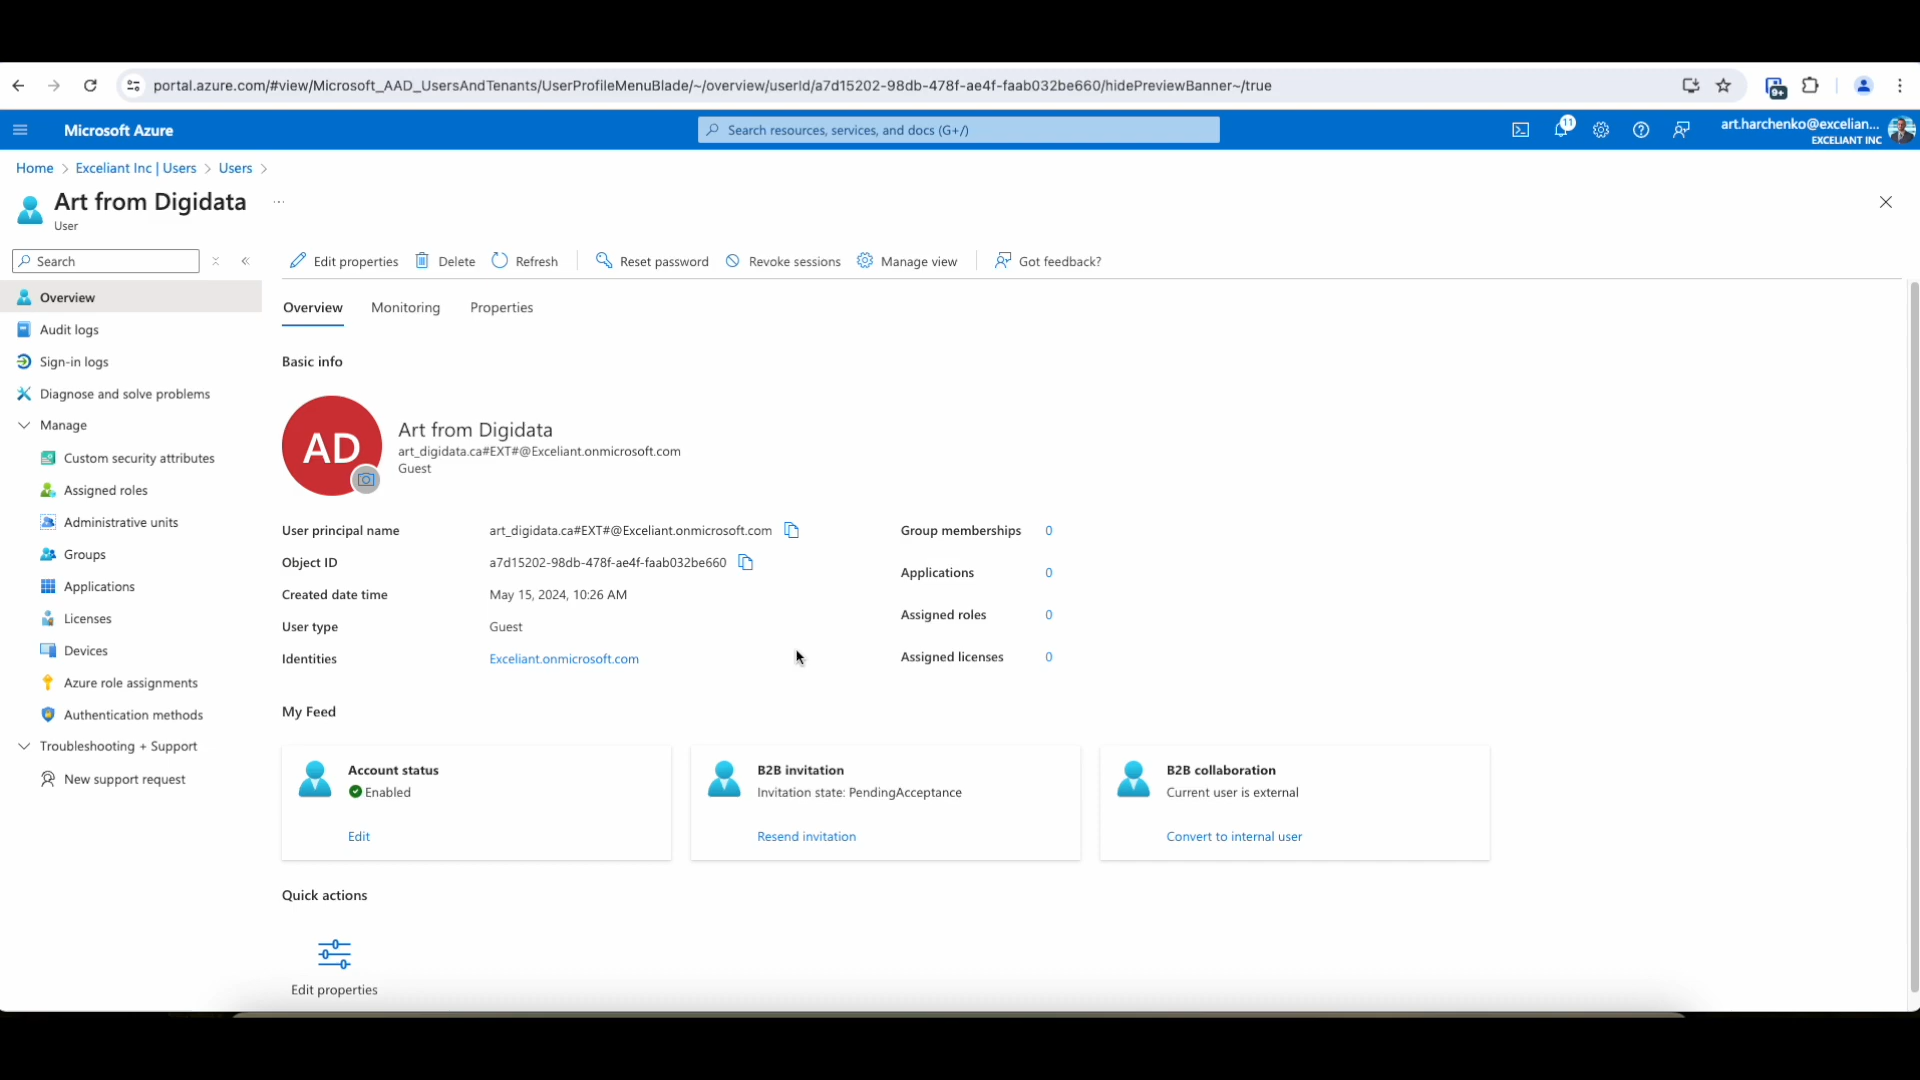 portal.azure.com/#view/Microsoft_AAD_UsersAndTenants/UserProfileMenuBlade/~/overview/userId/a7d15202-98db-478f-ae4f-faab032be660/hidePreviewBanner~/true
9+
Microsoft Azure
Search resources, services, and docs (G+/)
11
art.harchenko@excelian...
EXCELIANT INC
Home > Exceliant Inc | Users > Users >
Art from Digidata ...
User
Search
Edit properties Delete Refresh Reset password Revoke sessions Manage view Got feedback?
Overview
Audit logs
Sign-in logs
Diagnose and solve problems
Manage
Custom security attributes
Assigned roles
Administrative units
Groups
Applications
Licenses
Devices
Azure role assignments
Authentication methods
Troubleshooting + Support
New support request
Overview Monitoring Properties
Basic info
AD
Art from Digidata
art_digidata.ca#EXT#@Exceliant.onmicrosoft.com
Guest
User principal name art_digidata.ca#EXT#@Exceliant.onmicrosoft.com
Object ID a7d15202-98db-478f-ae4f-faab032be660
Created date time May 15, 2024, 10:26 AM
User type Guest
Identities Exceliant.onmicrosoft.com
Group memberships 0
Applications 0
Assigned roles 0
Assigned licenses 0
My Feed
Account status
Enabled
Edit
B2B invitation
Invitation state: PendingAcceptance
Resend invitation
B2B collaboration
Current user is external
Convert to internal user
Quick actions
Edit properties